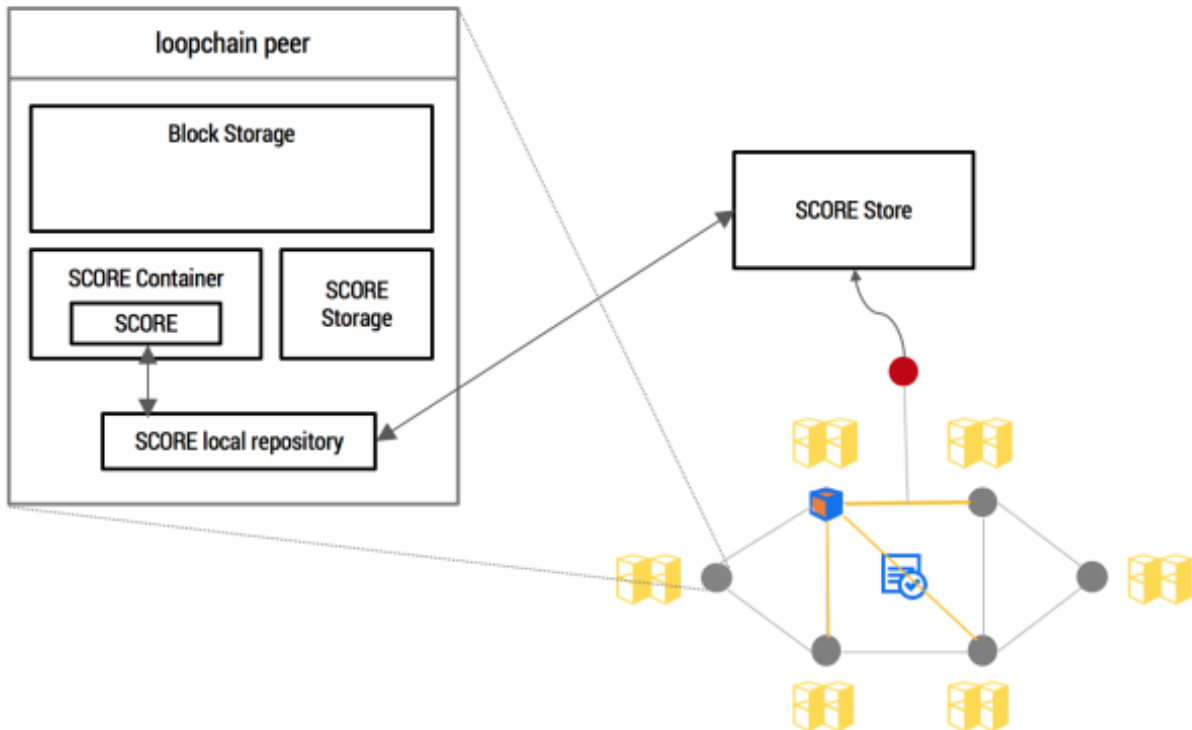 loopchain peer
Block Storage
SCORE Container
SCORE
SCORE
Storage
SCORE local repository
SCORE Store